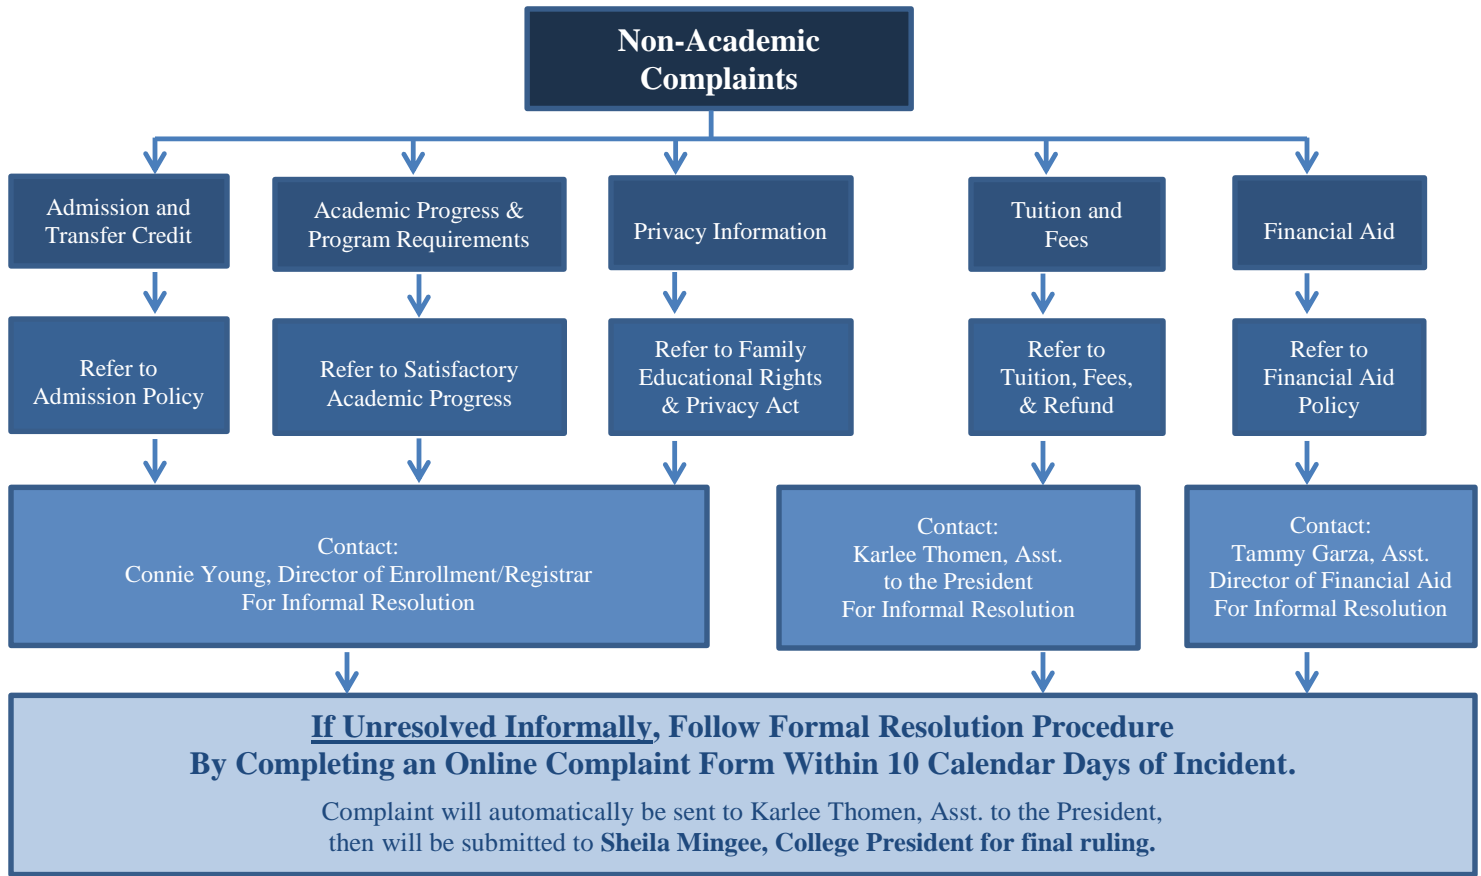 Non-Academic
Complaints
Admission and
Transfer Credit
Academic Progress &
Program Requirements
Privacy Information
Tuition and
Fees
Financial Aid
Refer to
Admission Policy
Refer to Satisfactory
Academic Progress
Refer to Family
Educational Rights
& Privacy Act
Refer to
Tuition, Fees,
& Refund
Refer to
Financial Aid
Policy
Contact:
Connie Young, Director of Enrollment/Registrar
For Informal Resolution
Contact:
Karlee Thomen, Asst.
to the President
For Informal Resolution
Contact:
Tammy Garza, Asst.
Director of Financial Aid
For Informal Resolution
If Unresolved Informally, Follow Formal Resolution Procedure
By Completing an Online Complaint Form Within 10 Calendar Days of Incident.
Complaint will automatically be sent to Karlee Thomen, Asst. to the President,
then will be submitted to Sheila Mingee, College President for final ruling.